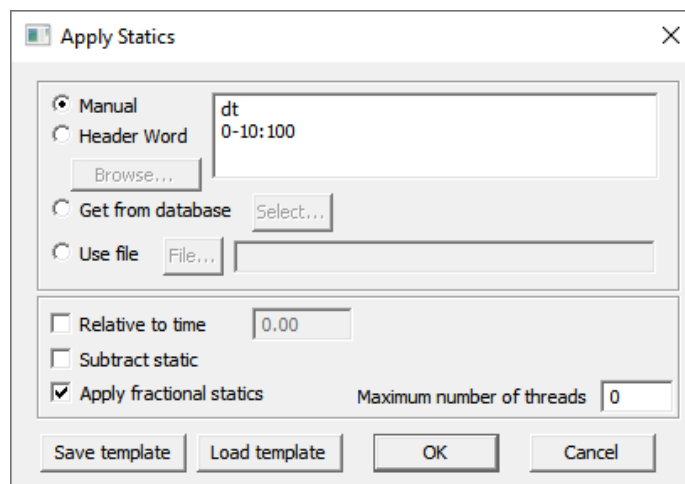 Apply Statics
Manual
dt
0-10:100
Header Word
Browse...
Get from database Select...
Use file File...
Relative to time 0.00
Subtract static
Apply fractional statics Maximum number of threads 0
Save template Load template OK Cancel